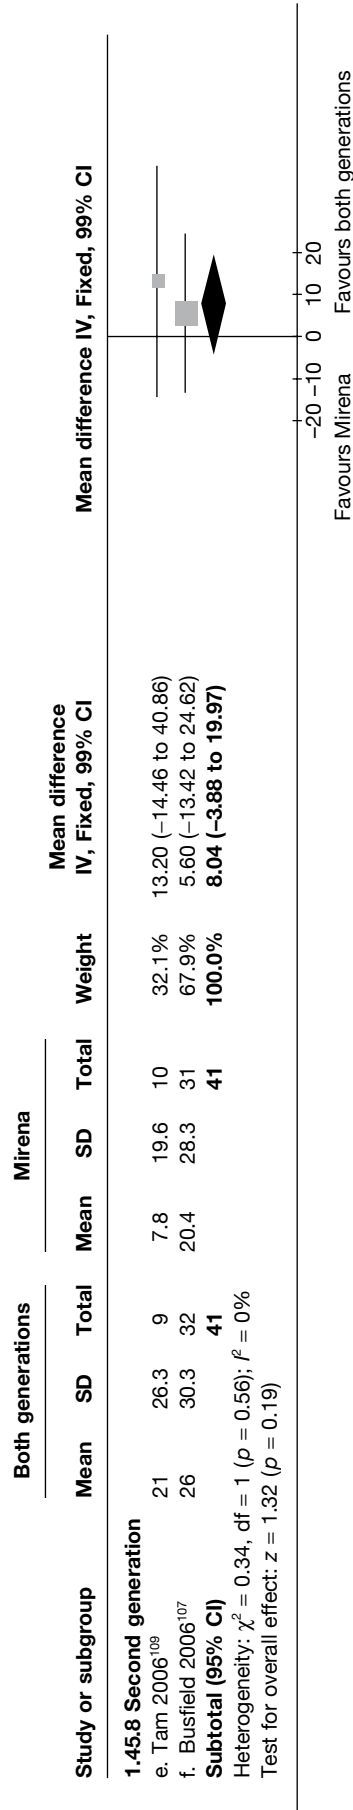 Both generations Mirena Mean difference
Study or subgroup Mean SD Total Mean SD Total Weight IV, Fixed, 99% CI Mean difference IV, Fixed, 99% CI
1.45.8 Second generation
e. Tam 2006¹⁰⁹ 21 26.3 9 7.8 19.6 10 32.1% 13.20 (−14.46 to 40.86)
f. Busfield 2006¹⁰⁷ 26 30.3 32 20.4 28.3 31 67.9% 5.60 (−13.42 to 24.62)
Subtotal (95% CI) 41 41 100.0% 8.04 (−3.88 to 19.97)
Heterogeneity: χ² = 0.34, df = 1 (p = 0.56); I² = 0%
Test for overall effect: z = 1.32 (p = 0.19)
−20 −10 0 10 20
Favours Mirena Favours both generations